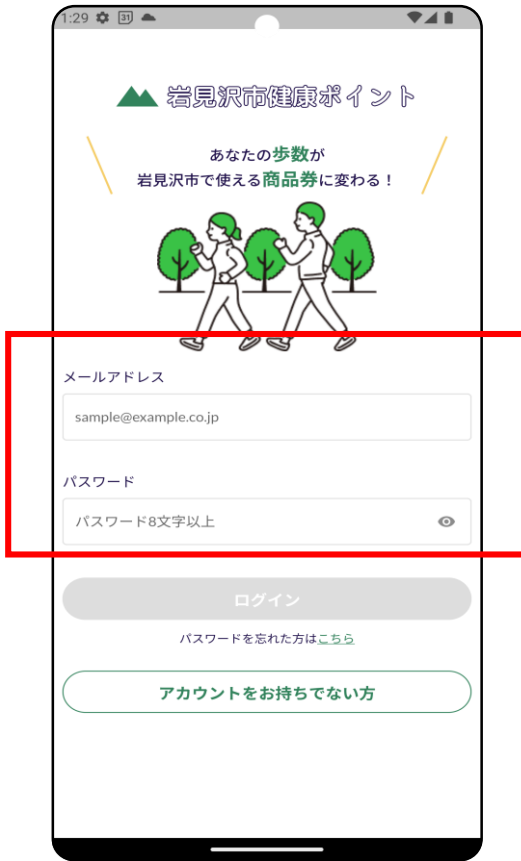 1:29
31
岩見沢市健康ポイント
あなたの歩数が
岩見沢市で使える商品券に変わる！
メールアドレス
sample@example.co.jp
パスワード
パスワード8文字以上
ログイン
パスワードを忘れた方はこちら
アカウントをお持ちでない方